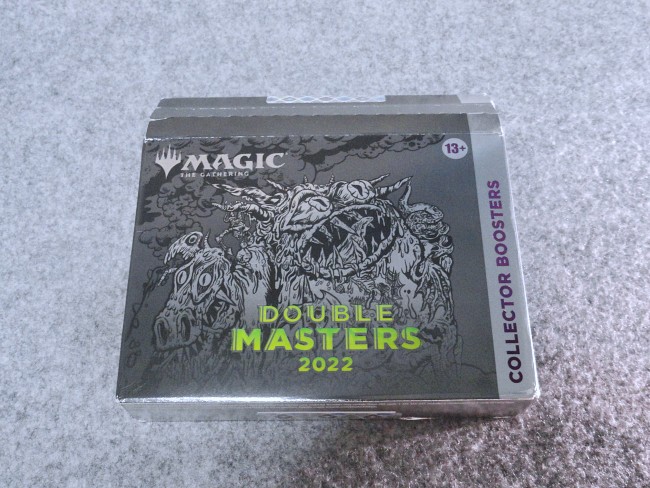 MAGIC
THE GATHERING
13+
DOUBLE
MASTERS
2022
COLLECTOR BOOSTERS